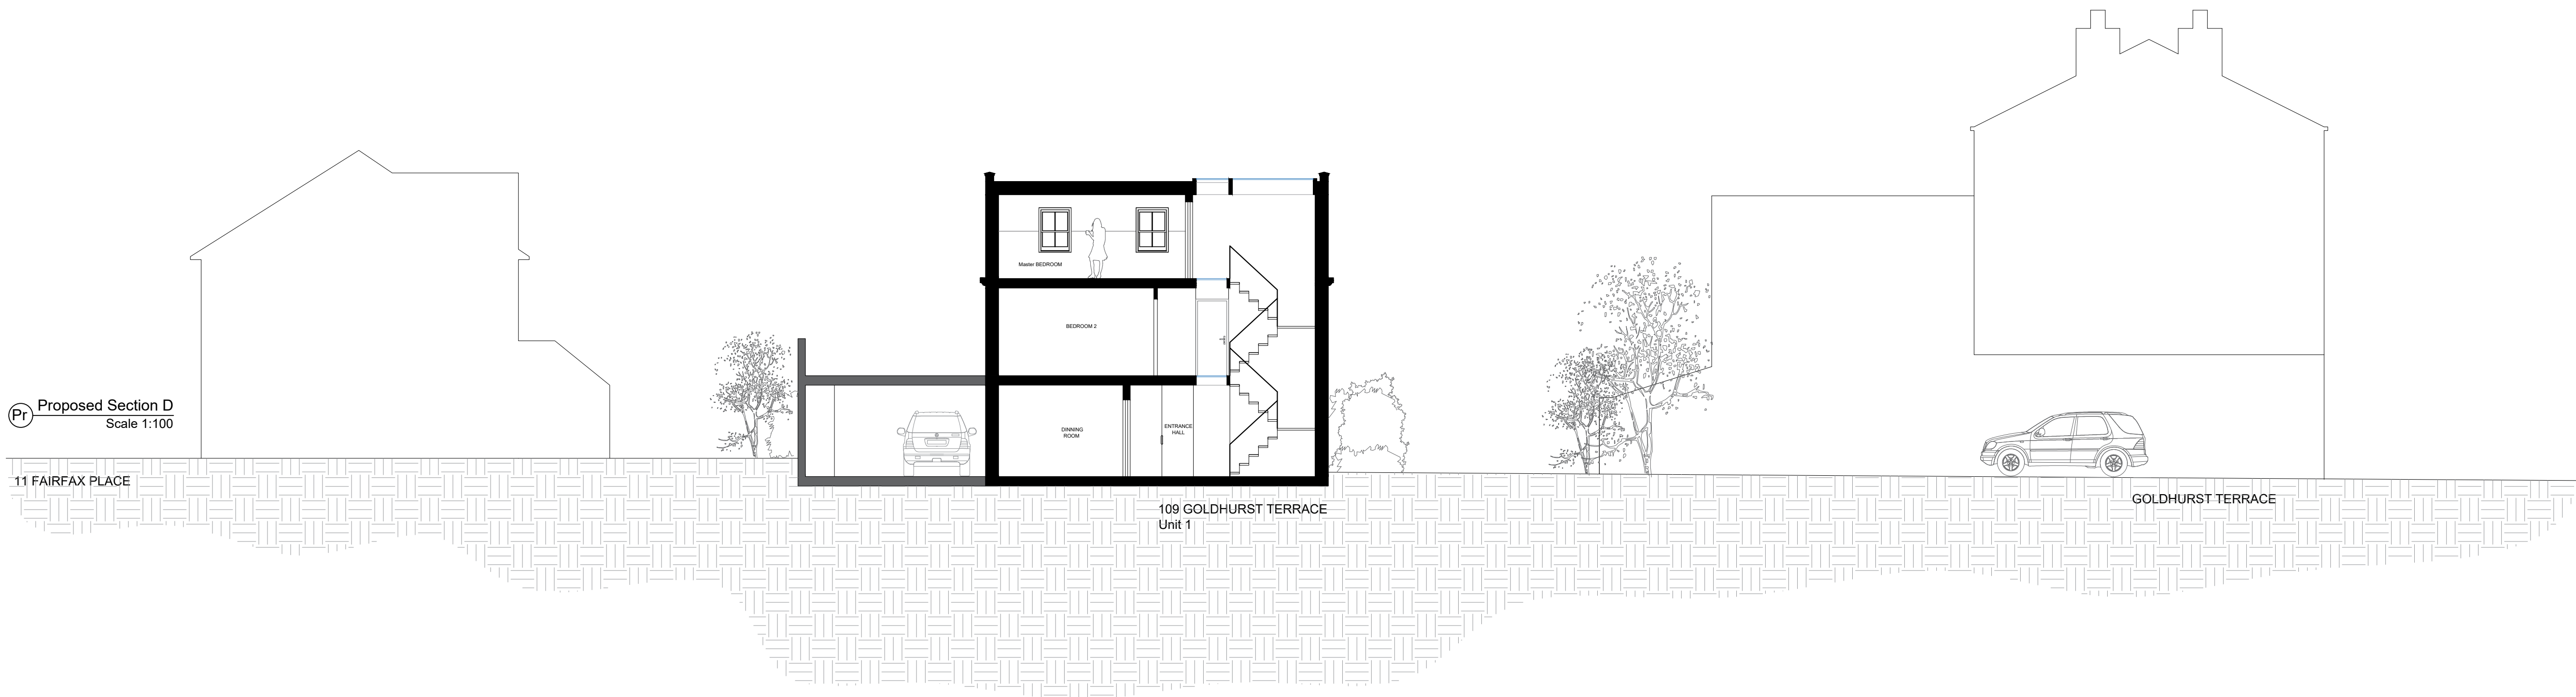 Pr
Proposed Section D
Scale 1:100
11 FAIRFAX PLACE
Master BEDROOM
BEDROOM 2
DINNING
ROOM
ENTRANCE
HALL
109 GOLDHURST TERRACE
Unit 1
GOLDHURST TERRACE